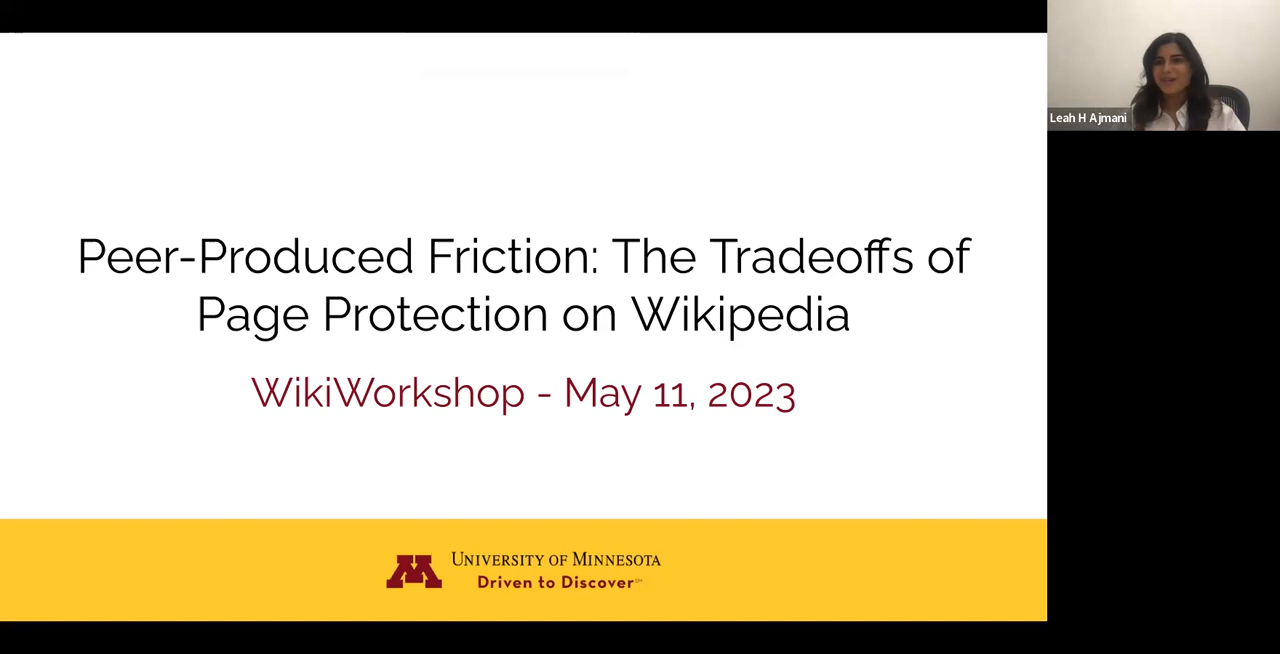 Peer-Produced Friction: The Tradeoffs of
Page Protection on Wikipedia
WikiWorkshop - May 11, 2023
UNIVERSITY OF MINNESOTA
Driven to Discover℠
Leah H Ajmani